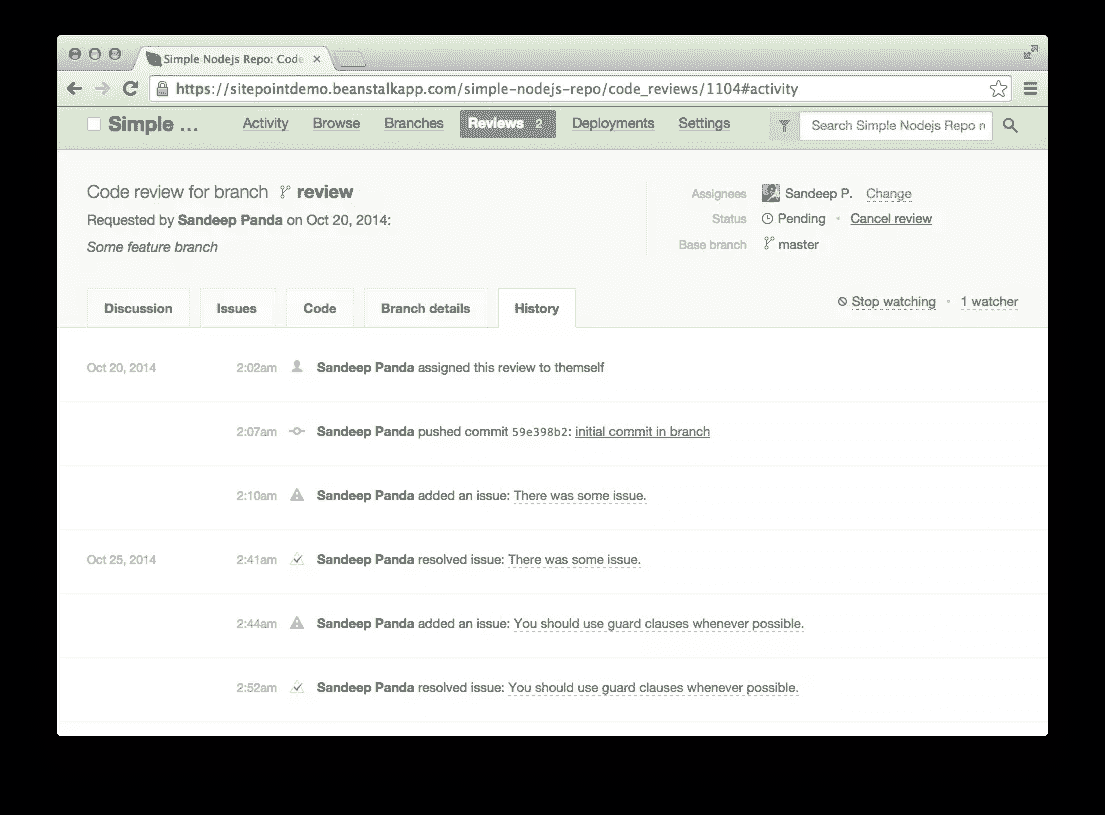 Simple Nodejs Repo: Code
https://sitepointdemo.beanstalkapp.com/simple-nodejs-repo/code_reviews/1104#activity
Simple ... Activity Browse Branches Reviews 2 Deployments Settings Search Simple Nodejs Repo r
Code review for branch review
Requested by Sandeep Panda on Oct 20, 2014:
Some feature branch
Assignees Sandeep P. Change
Status Pending • Cancel review
Base branch master
Discussion Issues Code Branch details History
Stop watching • 1 watcher
Oct 20, 2014 2:02am Sandeep Panda assigned this review to themself
2:07am Sandeep Panda pushed commit 59e398b2: initial commit in branch
2:10am Sandeep Panda added an issue: There was some issue.
Oct 25, 2014 2:41am Sandeep Panda resolved issue: There was some issue.
2:44am Sandeep Panda added an issue: You should use guard clauses whenever possible.
2:52am Sandeep Panda resolved issue: You should use guard clauses whenever possible.